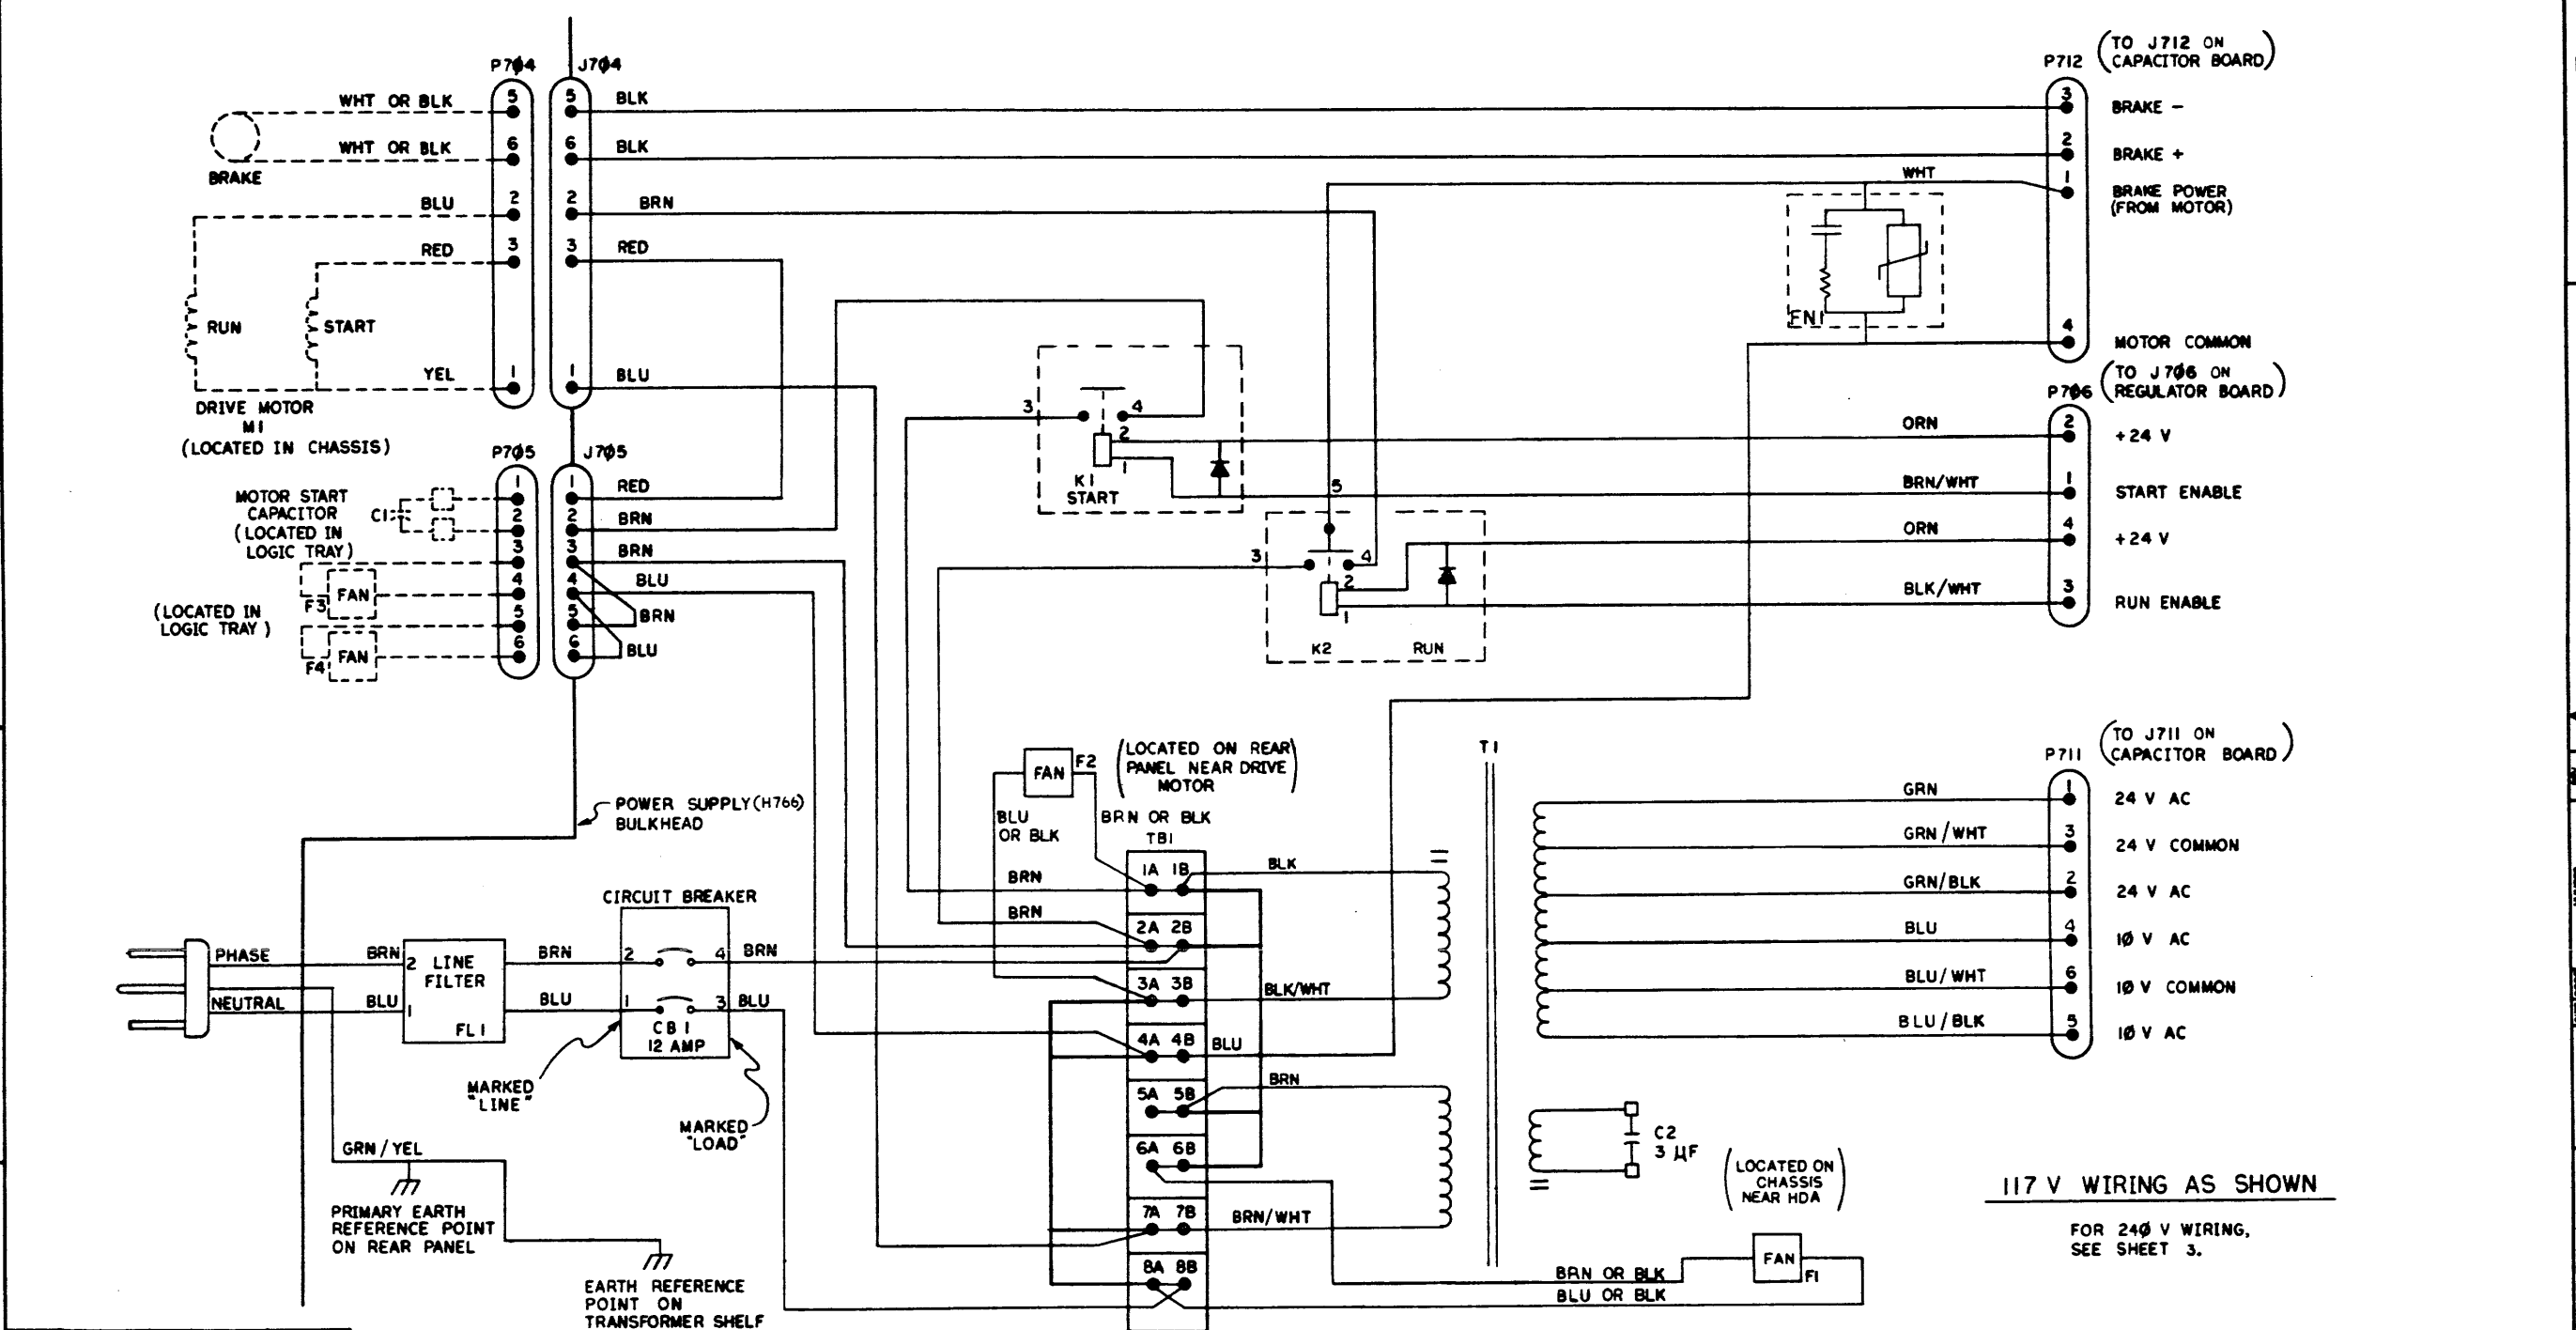 P7Ø4
J7Ø4
WHT OR BLK
5
5
BLK
WHT OR BLK
6
6
BLK
BRAKE
BLU
2
2
BRN
RED
3
3
RED
RUN
START
YEL
1
1
BLU
DRIVE MOTOR
M1
(LOCATED IN CHASSIS)
P7Ø5
J7Ø5
MOTOR START
CAPACITOR
(LOCATED IN
LOGIC TRAY)
C1
1
1
RED
2
2
BRN
3
3
BRN
4
4
BLU
5
5
BRN
6
6
BLU
F3
FAN
(LOCATED IN
LOGIC TRAY)
F4
FAN
P712
(TO J712 ON
CAPACITOR BOARD)
3
BRAKE -
2
BRAKE +
WHT
1
BRAKE POWER
(FROM MOTOR)
FN1
4
MOTOR COMMON
P7Ø6
(TO J7Ø6 ON
REGULATOR BOARD)
ORN
2
+24 V
BRN/WHT
1
START ENABLE
ORN
4
+24 V
BLK/WHT
3
RUN ENABLE
3
4
2
1
K1
START
5
3
4
2
1
K2
RUN
POWER SUPPLY (H766)
BULKHEAD
FAN
F2
(LOCATED ON REAR
PANEL NEAR DRIVE
MOTOR)
BLU
OR BLK
BRN OR BLK
TB1
1A 1B
BRN
BLK
2A 2B
BRN
3A 3B
BLK/WHT
4A 4B
BLU
5A 5B
BRN
6A 6B
7A 7B
BRN/WHT
8A 8B
T1
P711
(TO J711 ON
CAPACITOR BOARD)
GRN
1
24 V AC
GRN/WHT
3
24 V COMMON
GRN/BLK
2
24 V AC
BLU
4
1Ø V AC
BLU/WHT
6
1Ø V COMMON
BLU/BLK
5
1Ø V AC
C2
3 µF
(LOCATED ON
CHASSIS
NEAR HDA)
FAN
F1
BRN OR BLK
BLU OR BLK
CIRCUIT BREAKER
PHASE
BRN
2
LINE
FILTER
BRN
2
4
BRN
NEUTRAL
BLU
1
FL1
BLU
1
3
BLU
CB1
12 AMP
MARKED
"LINE"
MARKED
"LOAD"
GRN/YEL
PRIMARY EARTH
REFERENCE POINT
ON REAR PANEL
EARTH REFERENCE
POINT ON
TRANSFORMER SHELF
117 V WIRING AS SHOWN
FOR 24Ø V WIRING,
SEE SHEET 3.